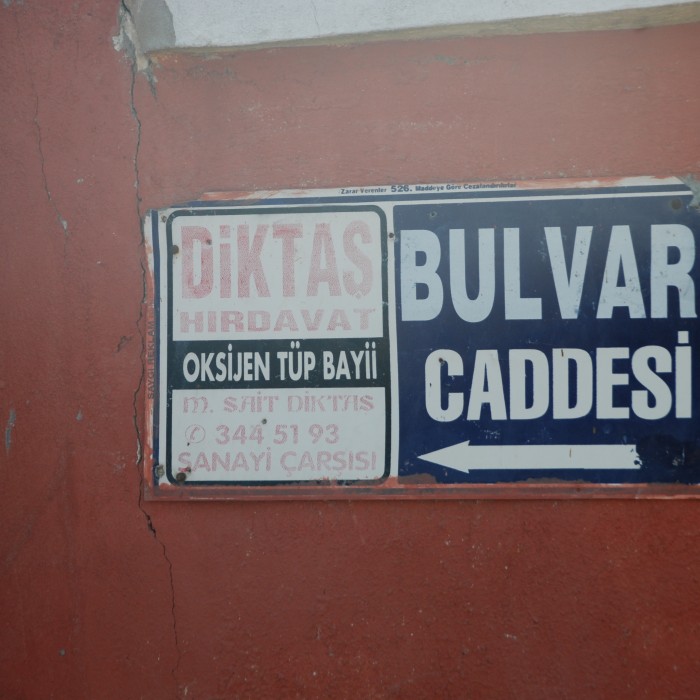 Zarar Verenler 526. Maddeye Göre Cezalandırılırlar
DİKTAŞ
HIRDAVAT
OKSİJEN TÜP BAYİİ
M. SAİT DİKTAŞ
✆ 344 51 93
SANAYİ ÇARŞISI
BULVAR
CADDESİ